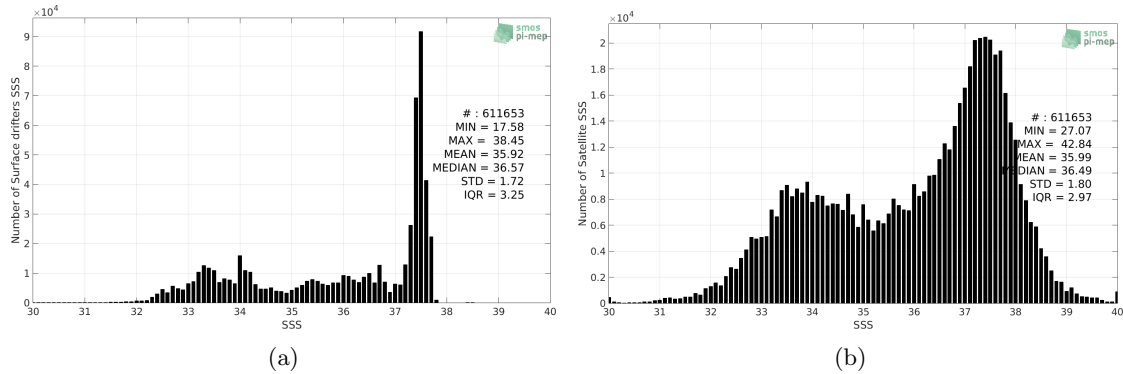 ×10^4
9
8
7
6
5
4
3
2
1
0
Number of Surface drifters SSS
smos
pi-mep
# : 611653
MIN = 17.58
MAX = 38.45
MEAN = 35.92
MEDIAN = 36.57
STD = 1.72
IQR = 3.25
30 31 32 33 34 35 36 37 38 39 40
SSS
(a)
×10^4
2
1.8
1.6
1.4
1.2
1
0.8
0.6
0.4
0.2
0
Number of Satellite SSS
smos
pi-mep
# : 611653
MIN = 27.07
MAX = 42.84
MEAN = 35.99
MEDIAN = 36.49
STD = 1.80
IQR = 2.97
30 31 32 33 34 35 36 37 38 39 40
SSS
(b)